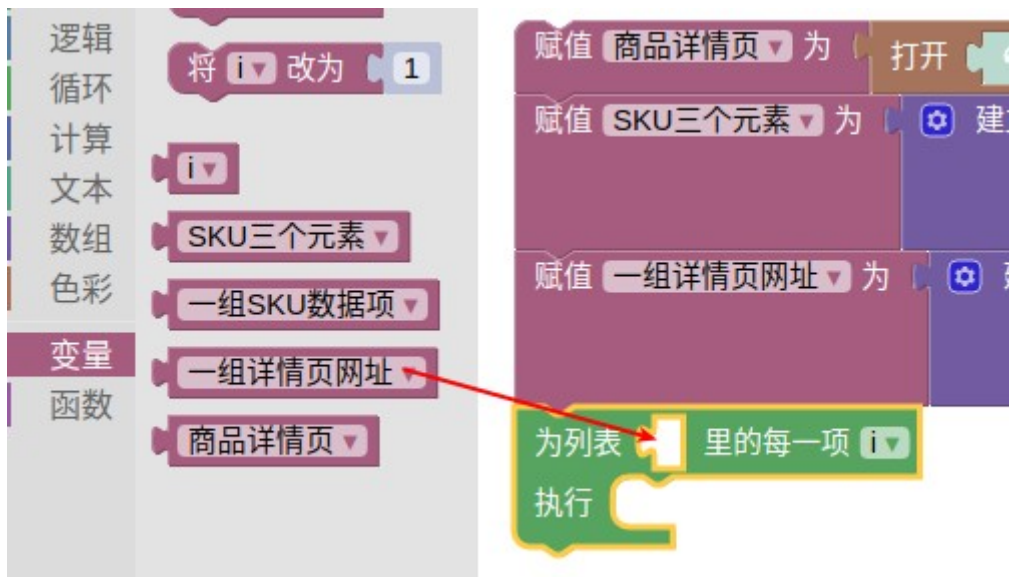 逻辑
循环
计算
文本
数组
色彩
变量
函数
将 i 改为 1
i
SKU三个元素
一组SKU数据项
一组详情页网址
商品详情页
赋值 商品详情页 为 打开
赋值 SKU三个元素 为
赋值 一组详情页网址 为
为列表 里的每一项 i
执行